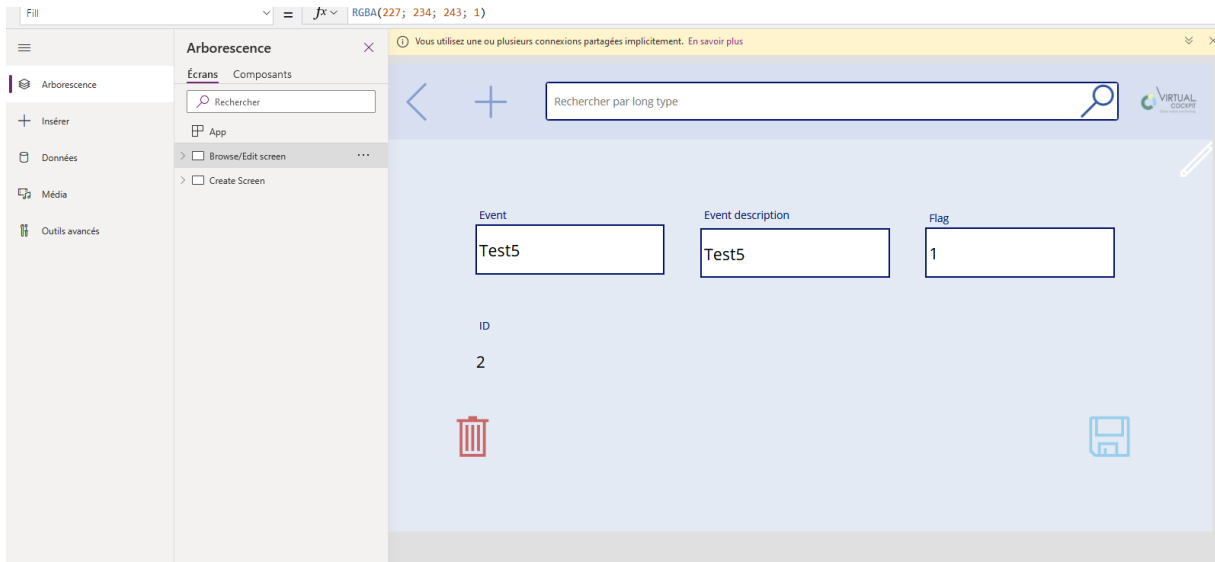 Fill
=
fx
RGBA(227; 234; 243; 1)
Arborescence
Insérer
Données
Média
Outils avancés
Arborescence
Écrans Composants
Rechercher
App
Browse/Edit screen ...
Create Screen
Vous utilisez une ou plusieurs connexions partagées implicitement. En savoir plus
Rechercher par long type
VIRTUAL
COCKPIT
Event
Test5
Event description
Test5
Flag
1
ID
2